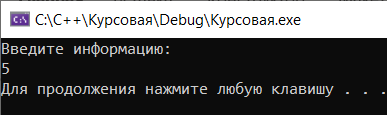 C:\C++\Курсовая\Debug\Курсовая.exe
Введите информацию:
5
Для продолжения нажмите любую клавишу . . .